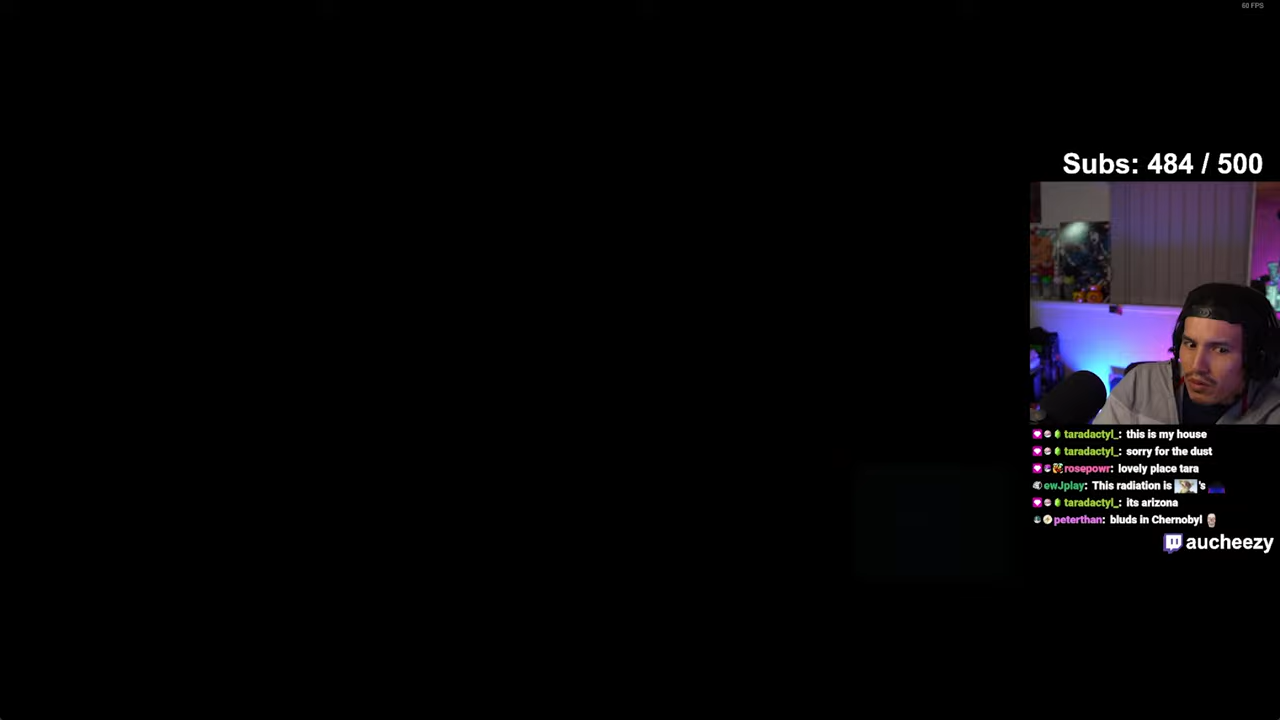 60 FPS
Subs: 484 / 500
taradactyl_: this is my house
taradactyl_: sorry for the dust
rosepowr: lovely place tara
ewJplay: This radiation is 's
taradactyl_: its arizona
peterthan: bluds in Chernobyl
aucheezy